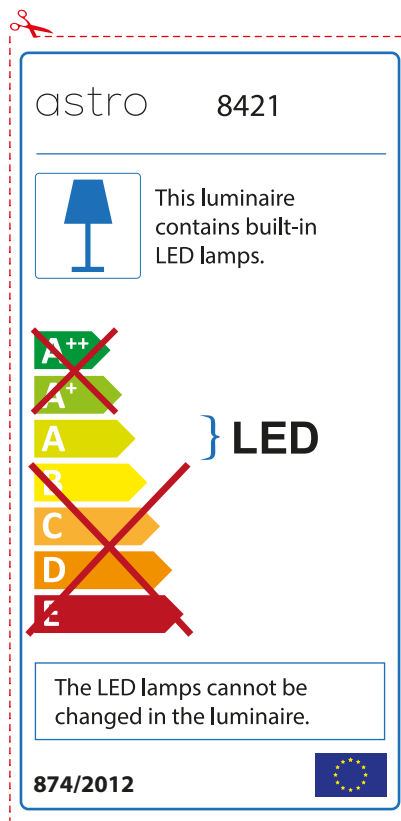 astro 8421
This luminaire
contains built-in
LED lamps.
A++
A+
A
LED
B
C
D
E
The LED lamps cannot be
changed in the luminaire.
874/2012